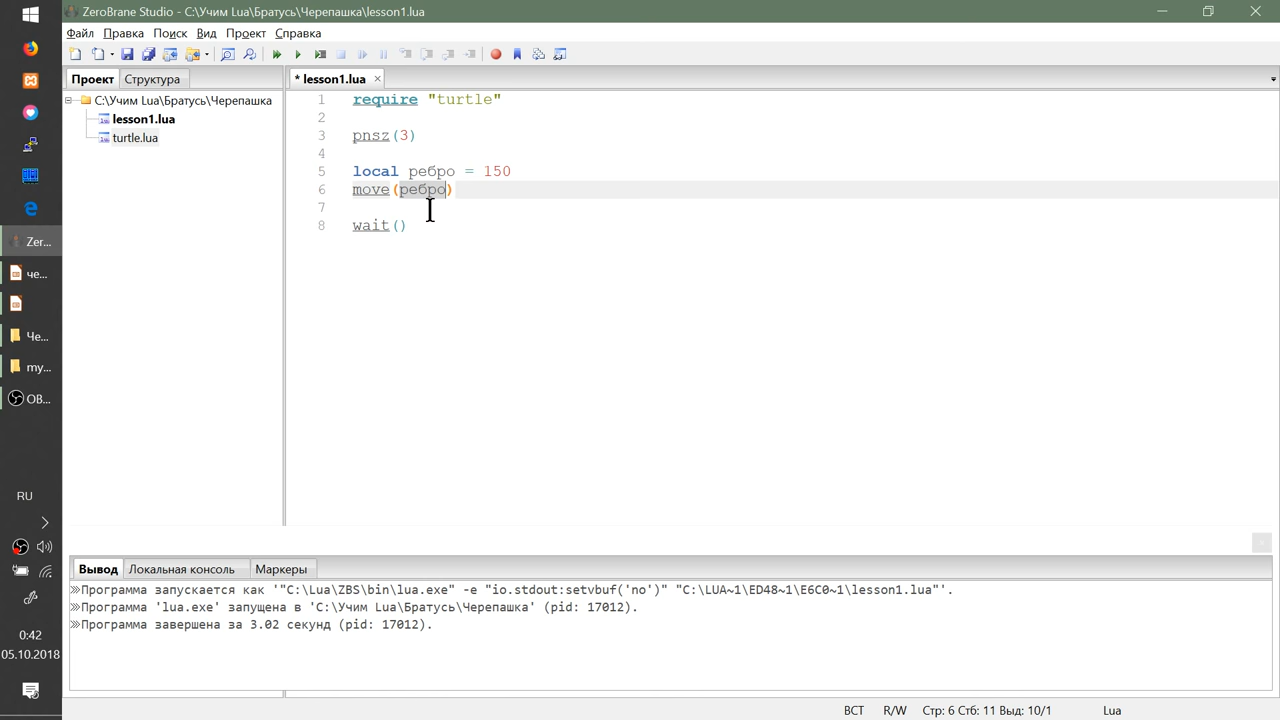 ZeroBrane Studio - C:\Учим Lua\Братусь\Черепашка\lesson1.lua
Файл Правка Поиск Вид Проект Справка
Проект Структура
* lesson1.lua
C:\Учим Lua\Братусь\Черепашка
lesson1.lua
turtle.lua
1 require "turtle"
2
3 pnsz(3)
4
5 local ребро = 150
6 move(ребро)
7
8 wait()
Zer...
че...
Че...
my...
OB...
RU
0:42
05.10.2018
Вывод Локальная консоль Маркеры
Программа запускается как '"C:\Lua\ZBS\bin\lua.exe" -e "io.stdout:setvbuf('no')" "C:\LUA~1\ED48~1\E6C0~1\lesson1.lua"'.
Программа 'lua.exe' запущена в 'C:\Учим Lua\Братусь\Черепашка' (pid: 17012).
Программа завершена за 3.02 секунд (pid: 17012).
ВСТ R/W Стр: 6 Стб: 11 Выд: 10/1 Lua